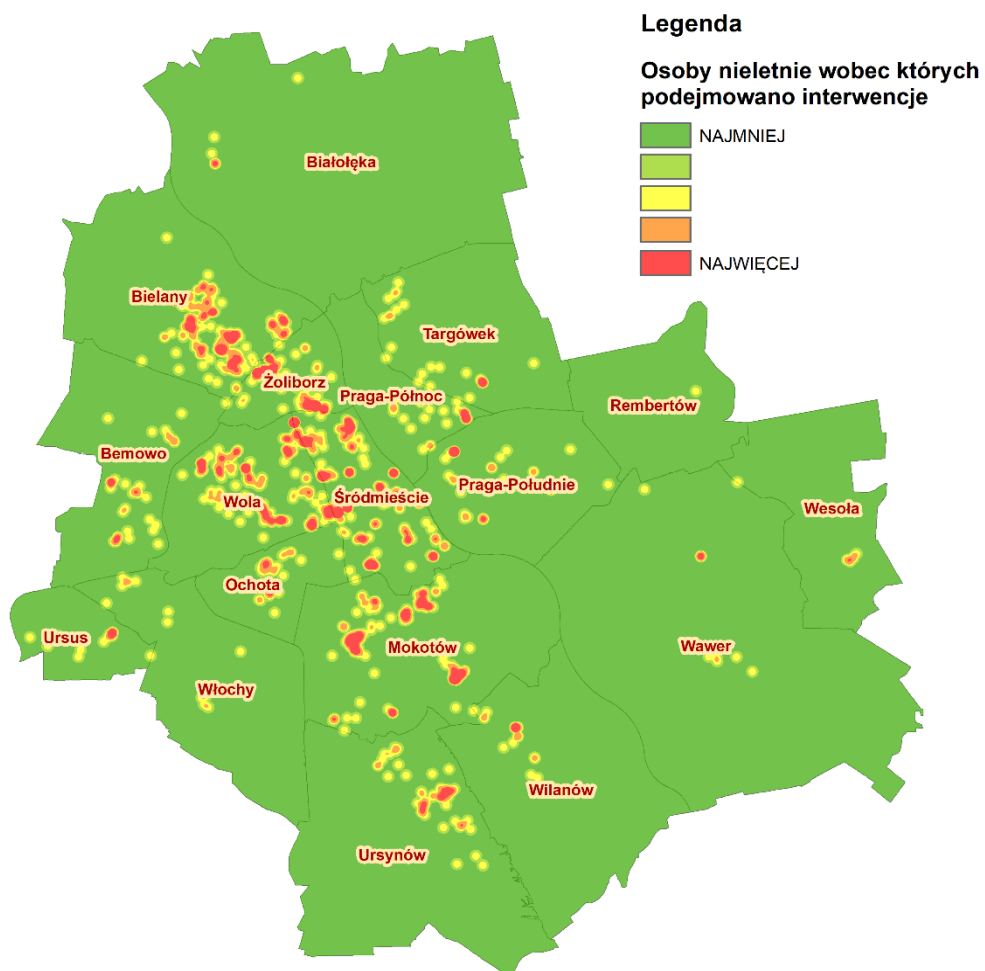 Legenda
Osoby nieletnie wobec których
podejmowano interwencje
NAJMNIEJ
NAJWIĘCEJ
Białołęka
Bielany
Targówek
Żoliborz
Praga-Północ
Rembertów
Bemowo
Praga-Południe
Wola
Śródmieście
Wesoła
Ochota
Ursus
Mokotów
Wawer
Włochy
Wilanów
Ursynów